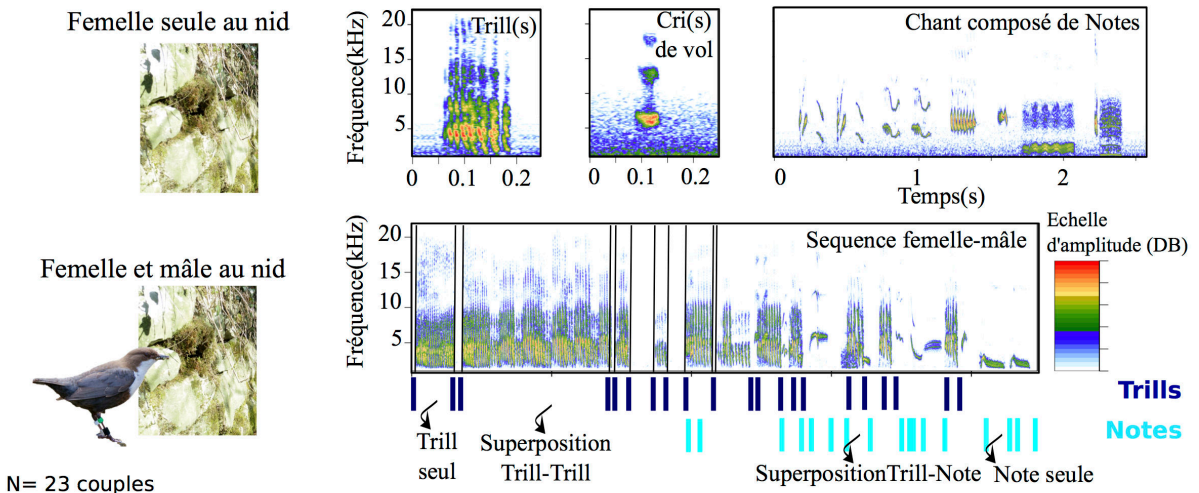 Femelle seule au nid
Fréquence(kHz)
20
15
10
5
Trill(s)
0 0.1 0.2
Cri(s)
de vol
0 0.1 0.2
Chant composé de Notes
0 1 2
Temps(s)
Femelle et mâle au nid
Fréquence(kHz)
20
15
10
5
Sequence femelle-mâle
Echelle
d'amplitude (DB)
Trills
Notes
Trill
seul
Superposition
Trill-Trill
SuperpositionTrill-Note
Note seule
N= 23 couples